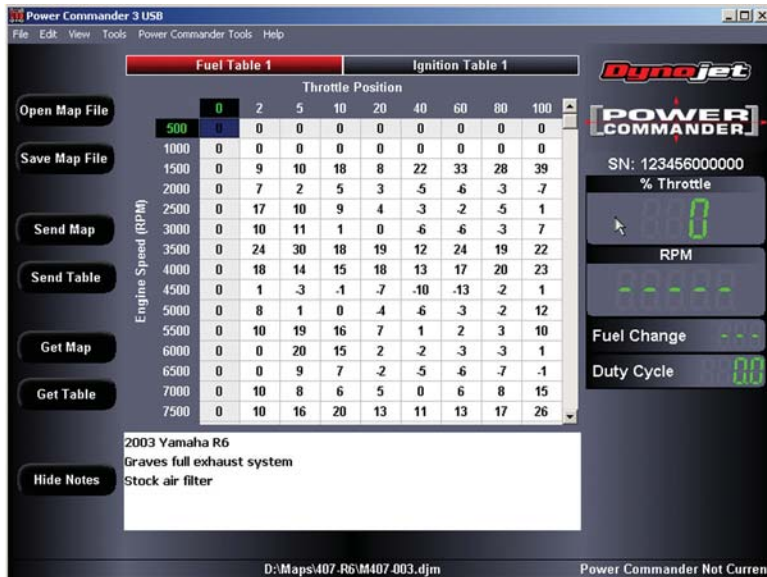 Power Commander 3 USB
File Edit View Tools Power Commander Tools Help
Fuel Table 1 Ignition Table 1
Throttle Position
0 2 5 10 20 40 60 80 100
Engine Speed (RPM)
500 0 0 0 0 0 0 0 0 0
1000 0 0 0 0 0 0 0 0 0
1500 0 9 10 18 8 22 33 28 39
2000 0 7 2 5 3 -5 -6 -3 -7
2500 0 17 10 9 4 -3 -2 -5 1
3000 0 10 11 1 0 -6 -6 -3 7
3500 0 24 30 18 19 12 24 19 22
4000 0 18 14 15 18 13 17 20 23
4500 0 1 -3 -1 -7 -10 -13 -2 1
5000 0 8 1 0 -4 -6 -3 -2 12
5500 0 10 19 16 7 1 2 3 10
6000 0 0 20 15 2 -2 -3 -3 1
6500 0 0 9 7 -2 -5 -6 -7 -1
7000 0 10 8 6 5 0 6 8 15
7500 0 10 16 20 13 11 13 17 26
Open Map File
Save Map File
Send Map
Send Table
Get Map
Get Table
Hide Notes
2003 Yamaha R6
Graves full exhaust system
Stock air filter
Dynojet
POWER
COMMANDER
SN: 123456000000
% Throttle
0
RPM
- - - - -
Fuel Change - - -
Duty Cycle 0.0
D:\Maps\407-R6\M407-003.djm
Power Commander Not Curren